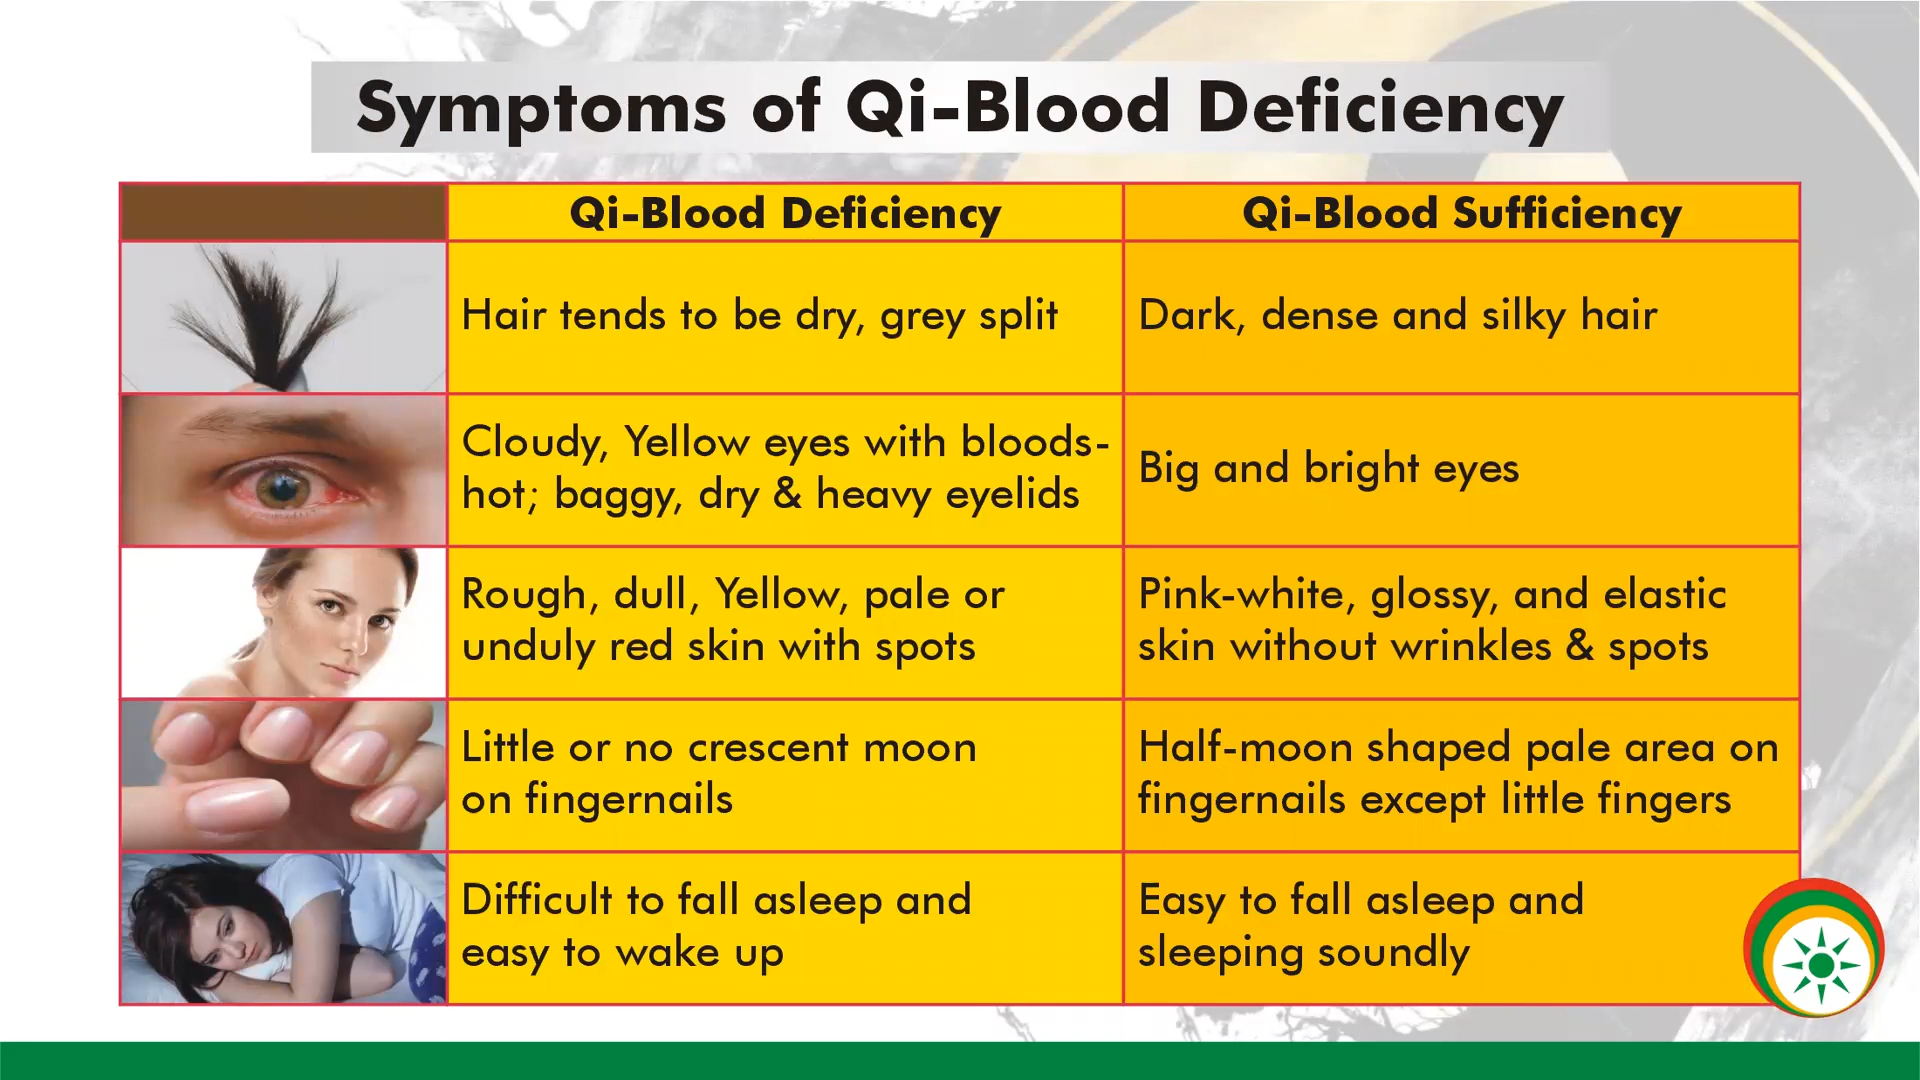 Symptoms of Qi-Blood Deficiency
Qi-Blood Deficiency
Qi-Blood Sufficiency
Hair tends to be dry, grey split
Dark, dense and silky hair
Cloudy, Yellow eyes with bloods-
hot; baggy, dry & heavy eyelids
Big and bright eyes
Rough, dull, Yellow, pale or
unduly red skin with spots
Pink-white, glossy, and elastic
skin without wrinkles & spots
Little or no crescent moon
on fingernails
Half-moon shaped pale area on
fingernails except little fingers
Difficult to fall asleep and
easy to wake up
Easy to fall asleep and
sleeping soundly